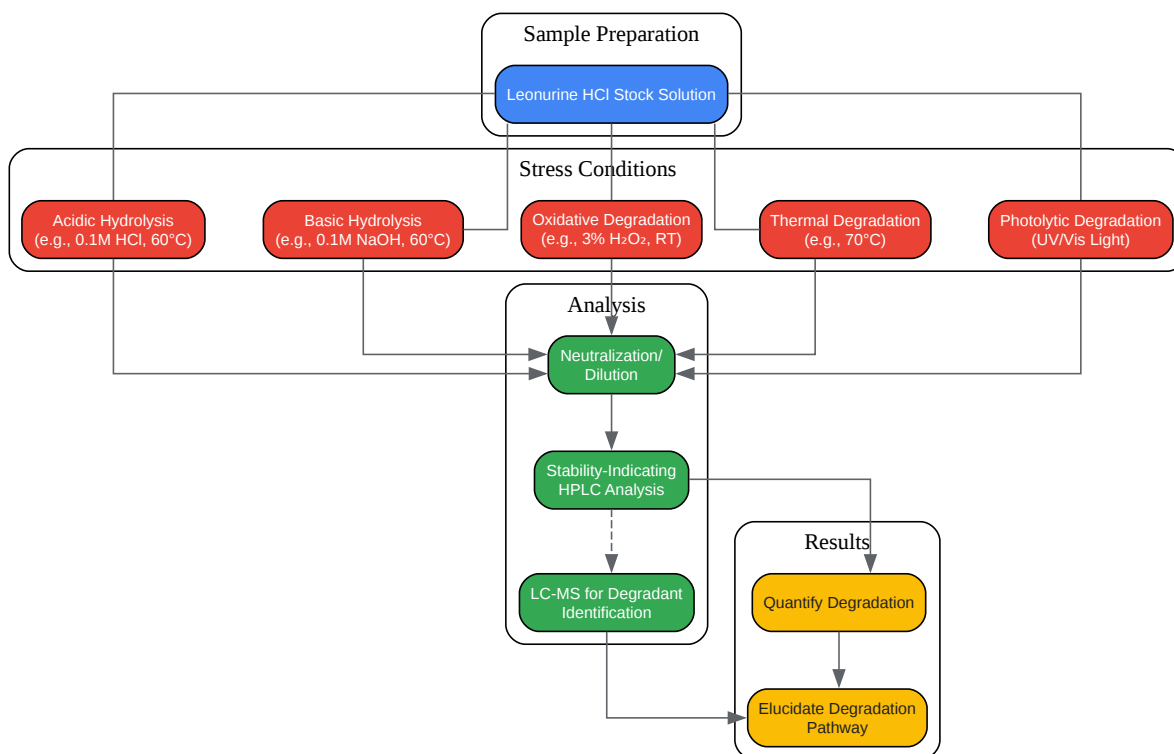 Sample Preparation
Leonurine HCl Stock Solution
Stress Conditions
Acidic Hydrolysis
(e.g., 0.1M HCl, 60°C)
Basic Hydrolysis
(e.g., 0.1M NaOH, 60°C)
Oxidative Degradation
(e.g., 3% H₂O₂, RT)
Thermal Degradation
(e.g., 70°C)
Photolytic Degradation
(UV/Vis Light)
Analysis
Neutralization/
Dilution
Stability-Indicating
HPLC Analysis
LC-MS for Degradant
Identification
Results
Quantify Degradation
Elucidate Degradation
Pathway